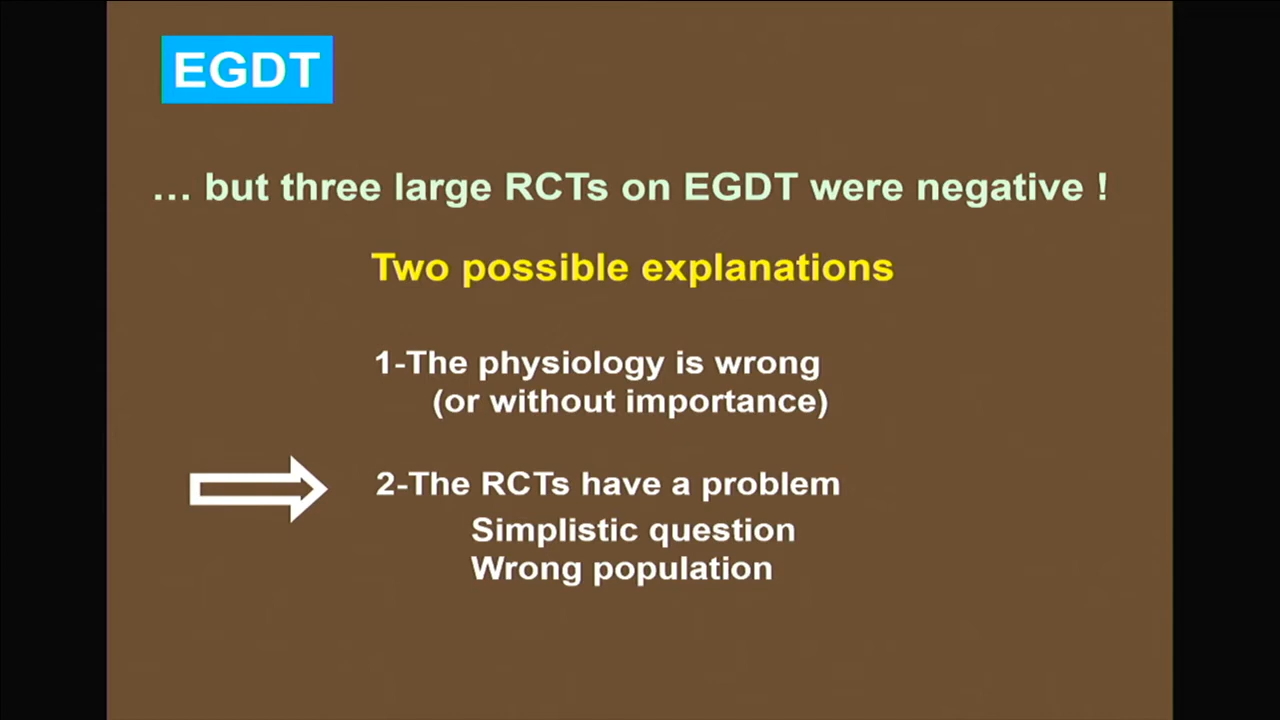 EGDT
... but three large RCTs on EGDT were negative !
Two possible explanations
1-The physiology is wrong
(or without importance)
2-The RCTs have a problem
Simplistic question
Wrong population